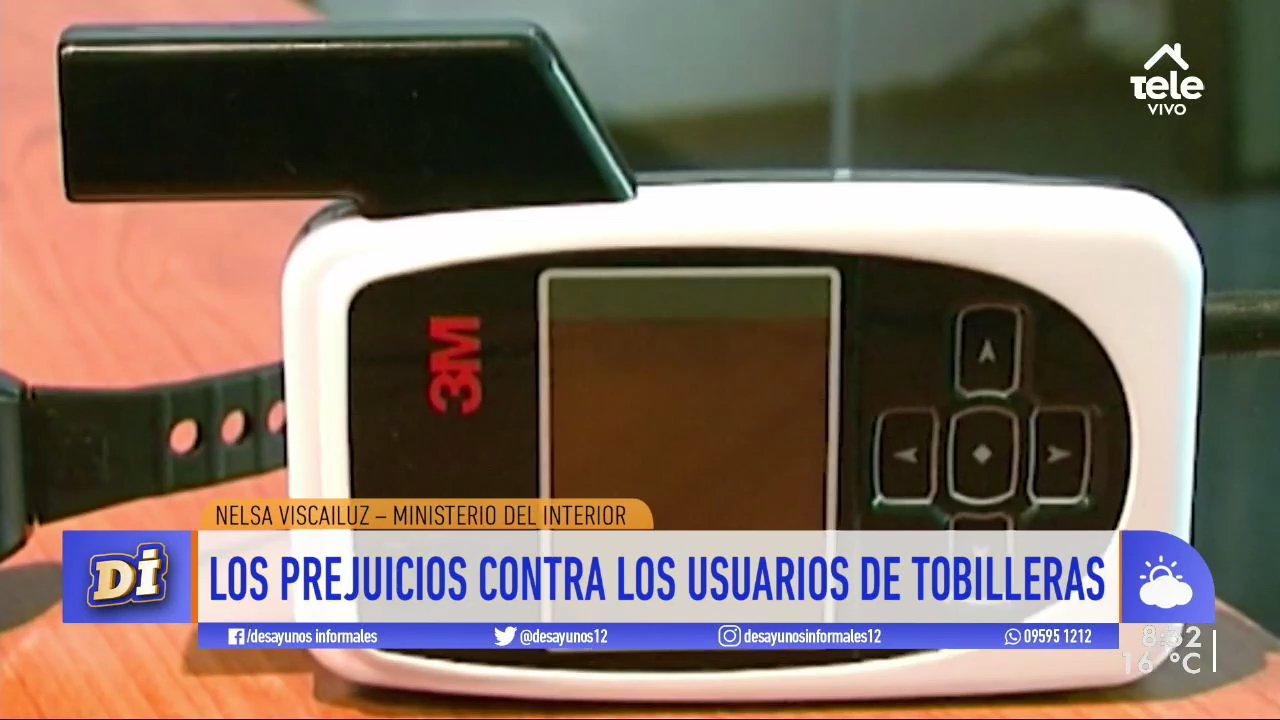 tele
VIVO
3M
NELSA VISCAILUZ – MINISTERIO DEL INTERIOR
Di
LOS PREJUICIOS CONTRA LOS USUARIOS DE TOBILLERAS
/desayunos informales
@desayunos12
desayunosinformales12
09595 1212
8:32
16 °C